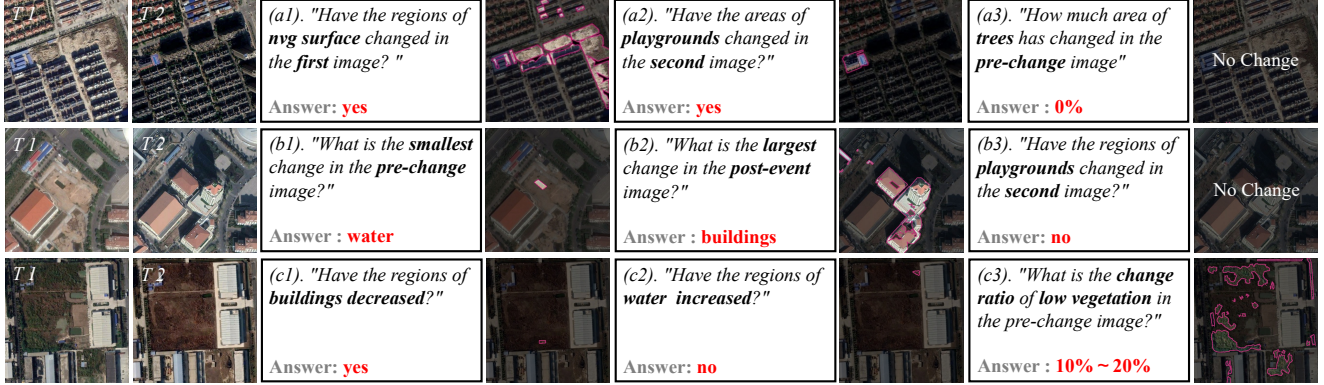 T1
T2
(a1). "Have the regions of
nvg surface changed in
the first image? "
Answer: yes
(a2). "Have the areas of
playgrounds changed in
the second image?"
Answer: yes
(a3). "How much area of
trees has changed in the
pre-change image"
Answer : 0%
No Change
T1
T2
(b1). "What is the smallest
change in the pre-change
image?"
Answer : water
(b2). "What is the largest
change in the post-event
image?"
Answer : buildings
(b3). "Have the regions of
playgrounds changed in
the second image?"
Answer: no
No Change
T1
T2
(c1). "Have the regions of
buildings decreased?"
Answer: yes
(c2). "Have the regions of
water increased?"
Answer: no
(c3). "What is the change
ratio of low vegetation in
the pre-change image?"
Answer : 10% ~ 20%